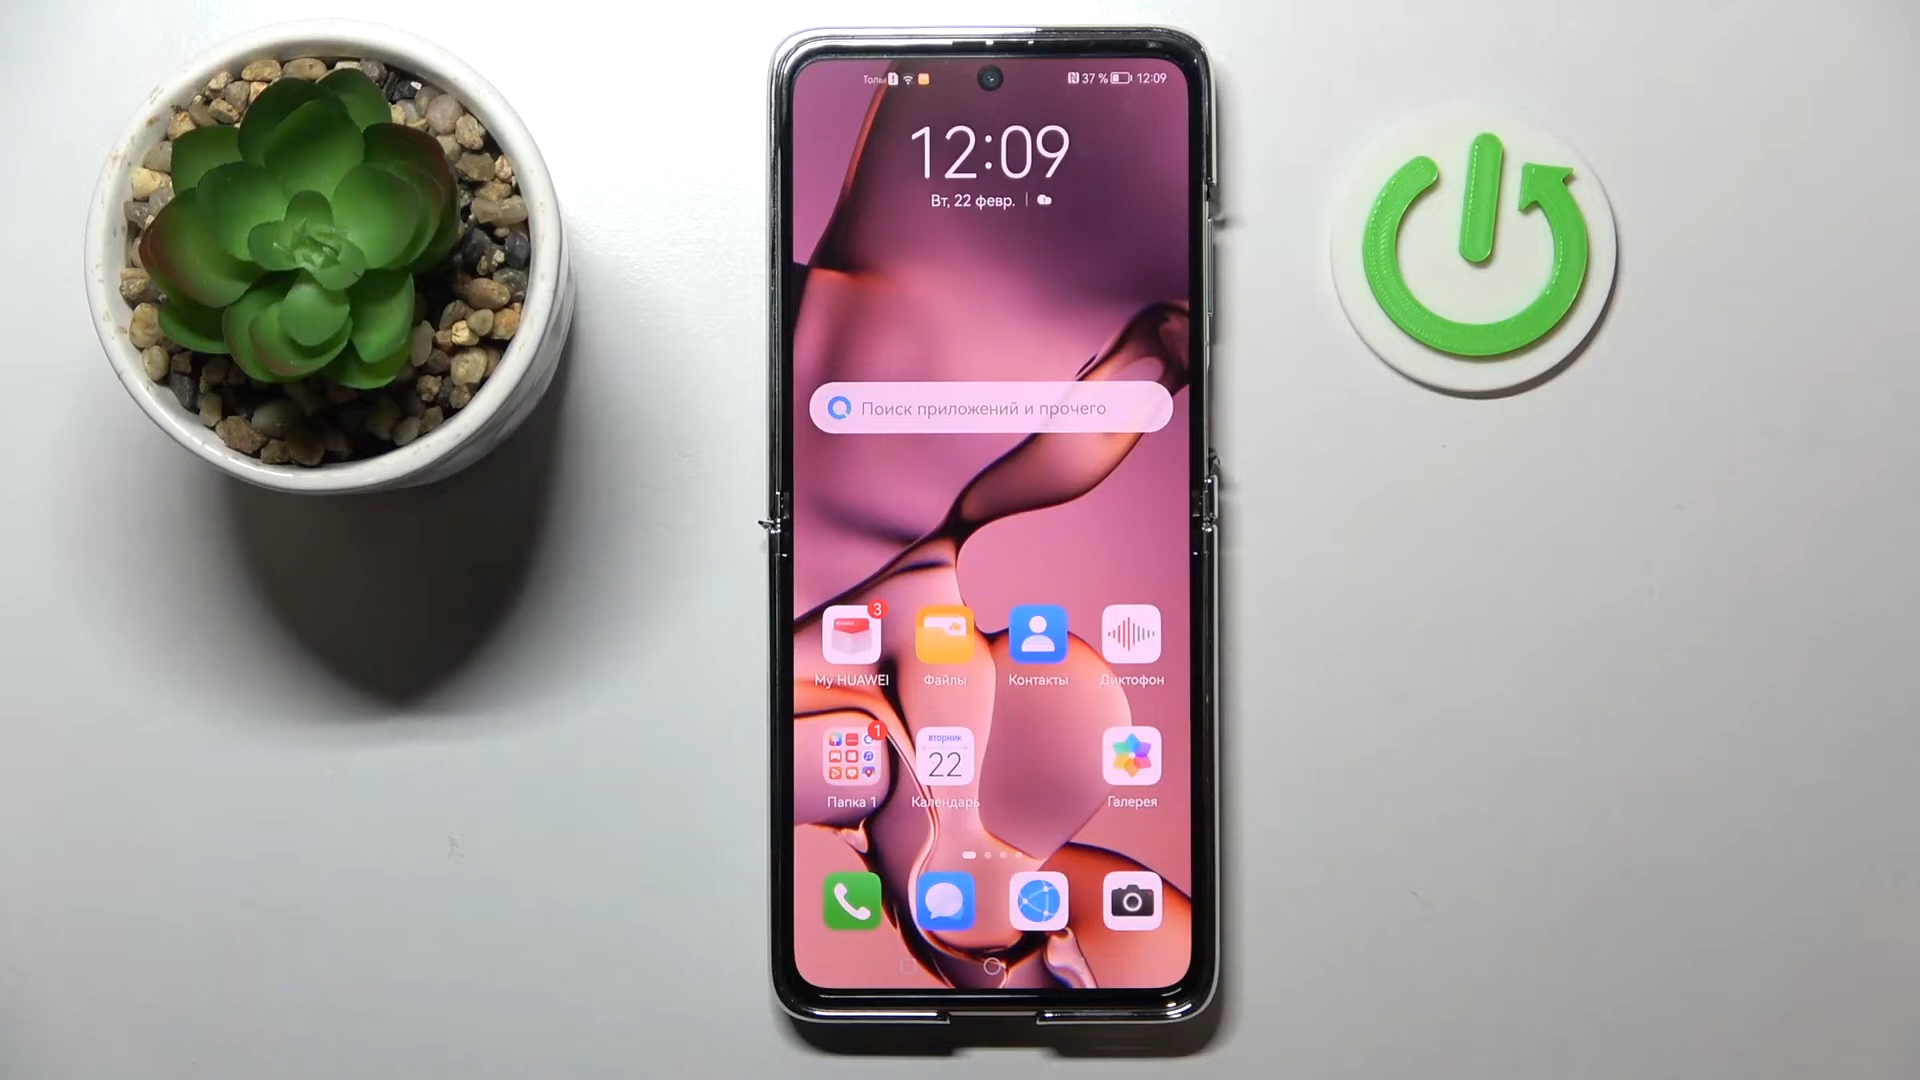 Толь
37 % 12:09
12:09
Вт, 22 февр.
Поиск приложений и прочего
3
My HUAWEI Файлы Контакты Диктофон
1
вторник
22
Папка 1 Календарь Галерея